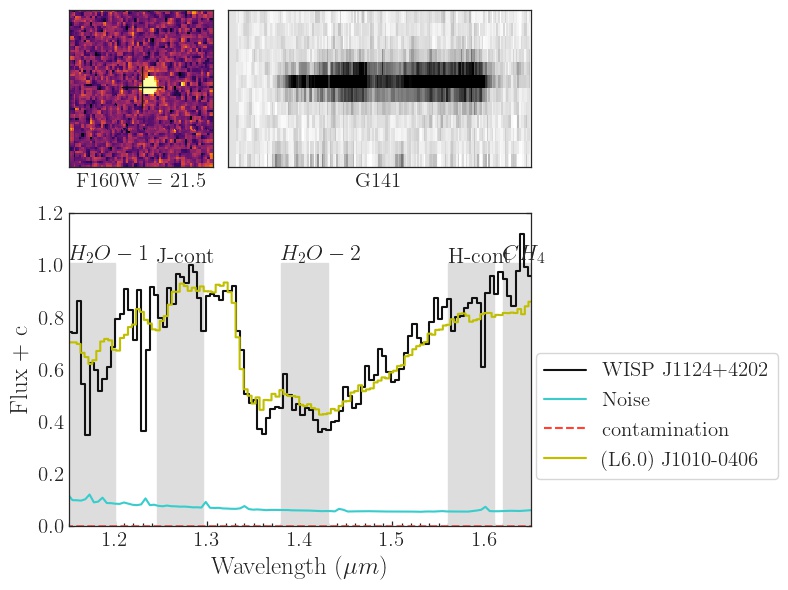 F160W = 21.5
G141
H₂O − 1
J-cont
H₂O − 2
H-cont
CH₄
1.2
1.0
0.8
0.6
0.4
0.2
0.0
Flux + c
1.2
1.3
1.4
1.5
1.6
Wavelength (μm)
WISP J1124+4202
Noise
contamination
(L6.0) J1010-0406